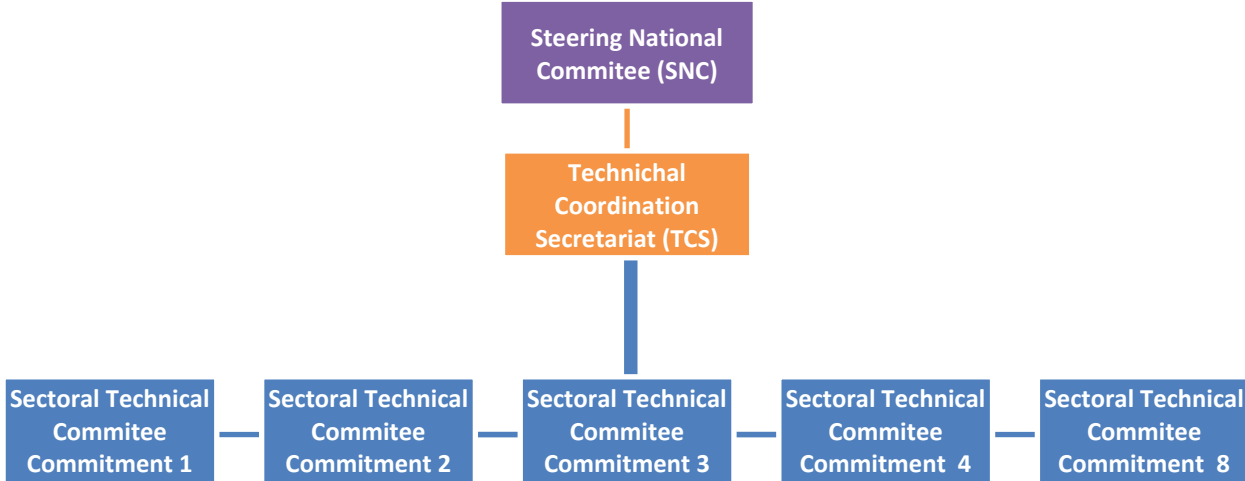 Steering National
Commitee (SNC)
Technichal
Coordination
Secretariat (TCS)
Sectoral Technical
Commitee
Commitment 1
Sectoral Technical
Commitee
Commitment 2
Sectoral Technical
Commitee
Commitment 3
Sectoral Technical
Commitee
Commitment  4
Sectoral Technical
Commitee
Commitment  8